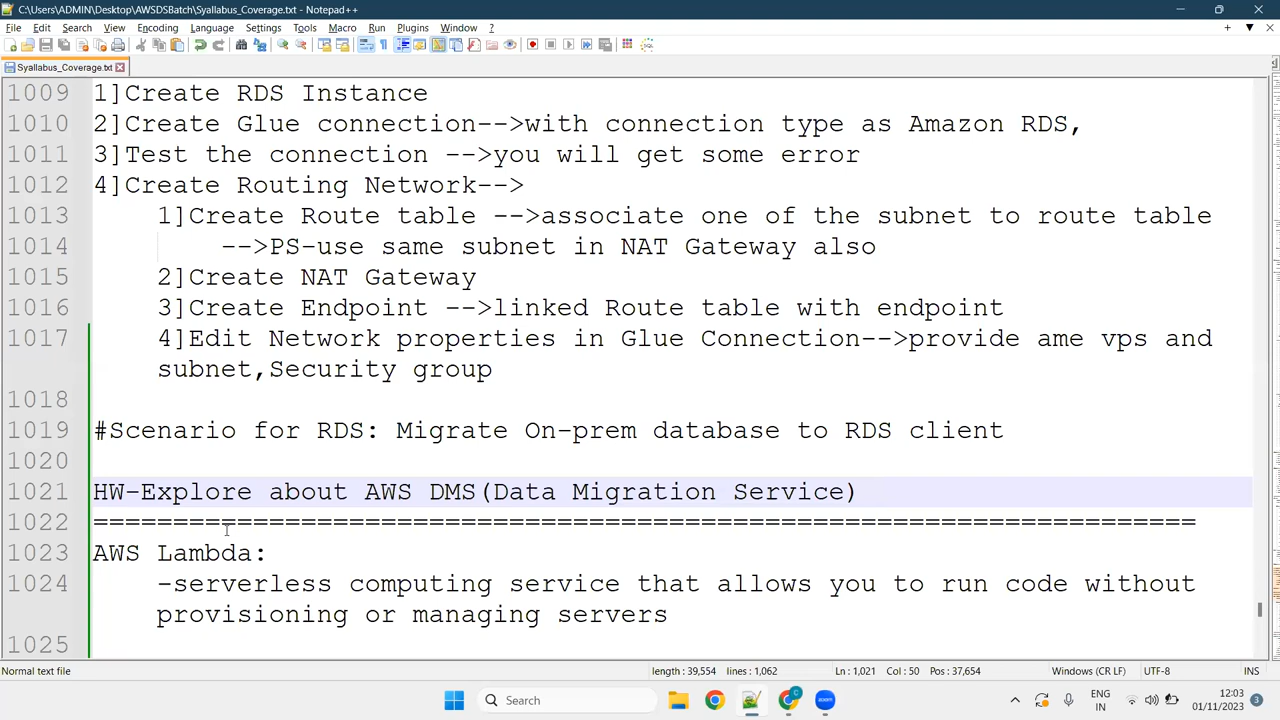 C:\Users\ADMIN\Desktop\AWSDSBatch\Syallabus_Coverage.txt - Notepad++
File Edit Search View Encoding Language Settings Tools Macro Run Plugins Window ?
Syallabus_Coverage.txt
1009 1]Create RDS Instance
1010 2]Create Glue connection-->with connection type as Amazon RDS,
1011 3]Test the connection -->you will get some error
1012 4]Create Routing Network-->
1013 1]Create Route table -->associate one of the subnet to route table
1014 -->PS-use same subnet in NAT Gateway also
1015 2]Create NAT Gateway
1016 3]Create Endpoint -->linked Route table with endpoint
1017 4]Edit Network properties in Glue Connection-->provide ame vps and
subnet,Security group
1018
1019 #Scenario for RDS: Migrate On-prem database to RDS client
1020
1021 HW-Explore about AWS DMS(Data Migration Service)
1022 =====================================================================
1023 AWS Lambda:
1024 -serverless computing service that allows you to run code without
provisioning or managing servers
1025
Normal text file length : 39,554 lines : 1,062 Ln : 1,021 Col : 50 Pos : 37,654 Windows (CR LF) UTF-8 INS
Search ENG IN 12:03 01/11/2023 3